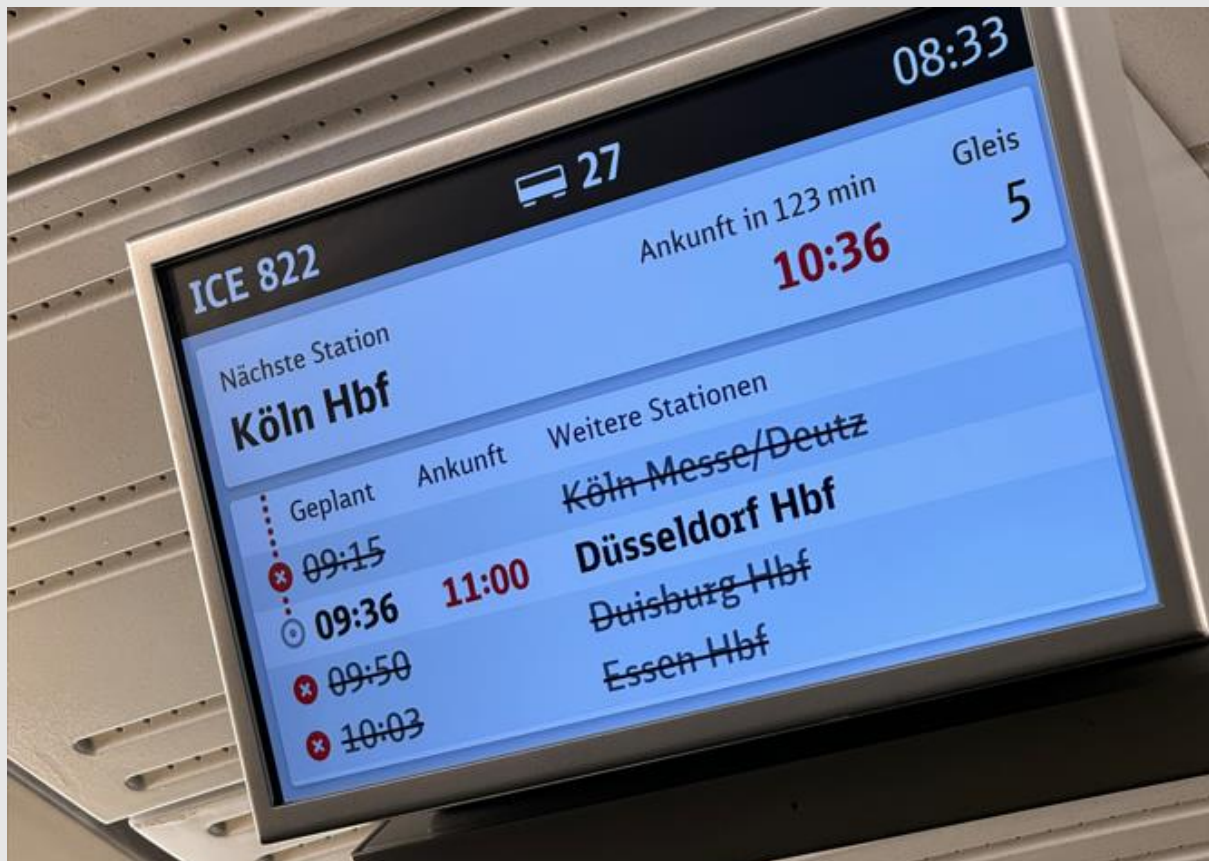 ICE 822 27 08:33
Nächste Station Ankunft in 123 min Gleis
Köln Hbf 10:36 5
Geplant Ankunft Weitere Stationen
09:15 Köln Messe/Deutz
09:36 11:00 Düsseldorf Hbf
09:50 Duisburg Hbf
10:03 Essen Hbf